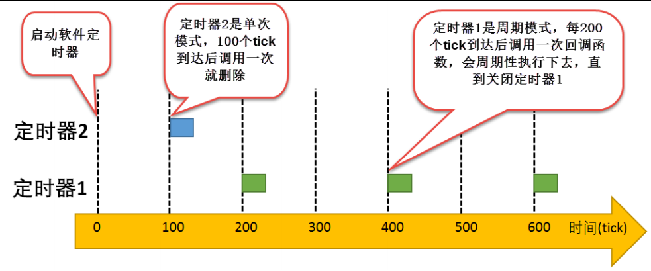 启动软件定
时器
定时器2是单次
模式，100个tick
到达后调用一次
就删除
定时器1是周期模式，每200
个tick到达后调用一次回调函
数，会周期性执行下去，直
到关闭定时器1
定时器2
定时器1
0 100 200 300 400 500 600 时间(tick)